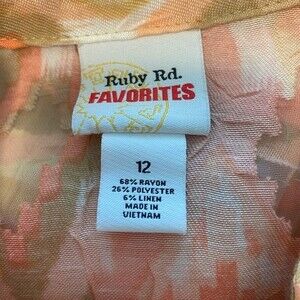 Ruby Rd.
FAVORITES
12
68% RAYON
26% POLYESTER
6% LINEN
MADE IN
VIETNAM